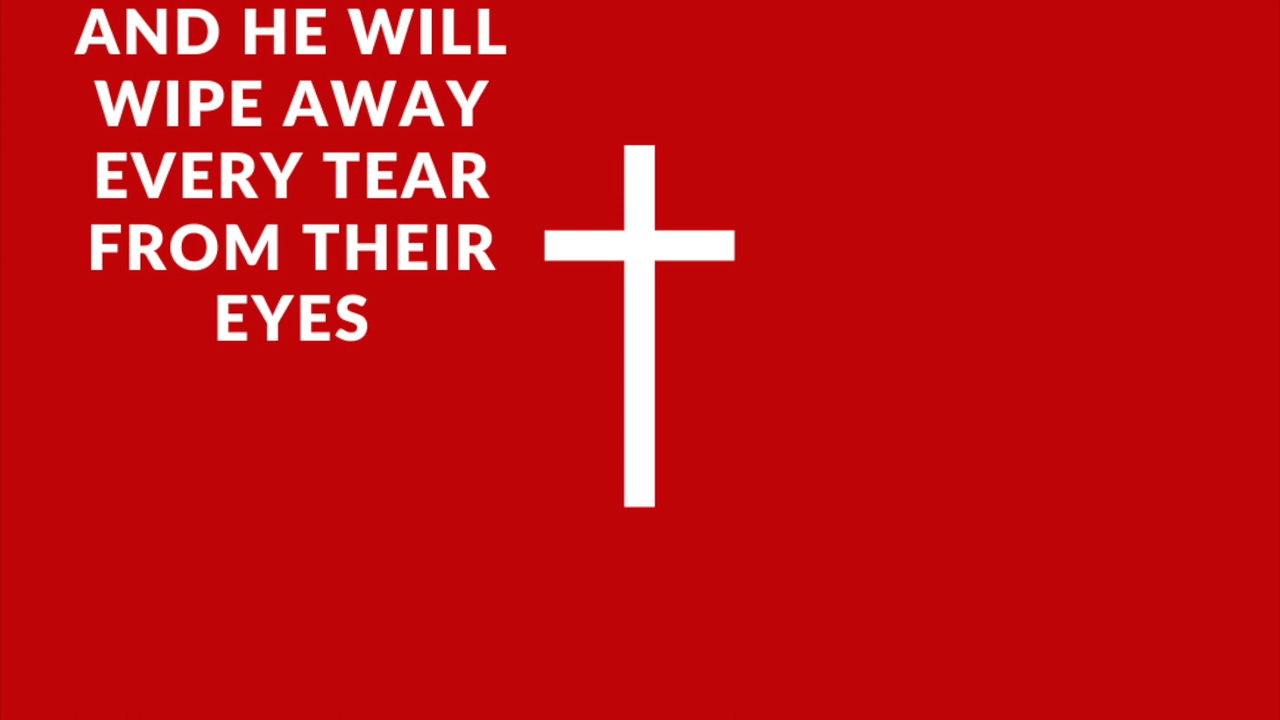 AND HE WILL
WIPE AWAY
EVERY TEAR
FROM THEIR
EYES